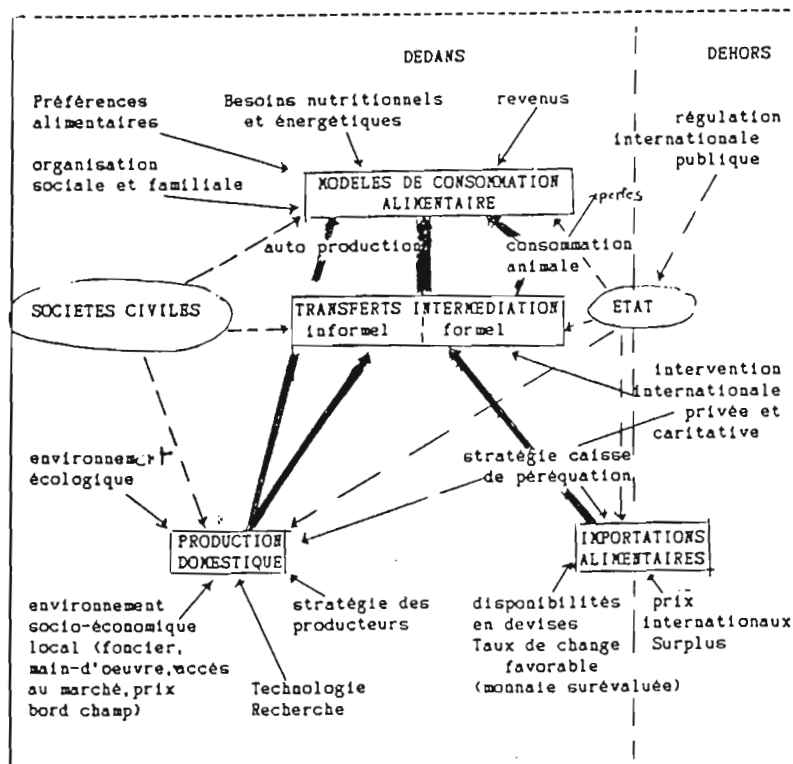 DEDANS
DEHORS
Préférences
alimentaires
Besoins nutritionnels
et énergétiques
revenus
régulation
internationale
publique
organisation
sociale et familiale
MODELES DE CONSOMMATION
ALIMENTAIRE
pertes
auto production
consommation
animale
SOCIETES CIVILES
TRANSFERTS INTERMEDIATION
informel formel
ETAT
intervention
internationale
privée et
caritative
environnement
écologique
stratégie caisse
de péréquation
PRODUCTION
DOMESTIQUE
IMPORTATIONS
ALIMENTAIRES
environnement
socio-économique
local (foncier,
main-d'oeuvre, accés
au marché, prix
bord champ)
stratégie des
producteurs
Technologie
Recherche
disponibilités
en devises
Taux de change
favorable
(monnaie surévaluée)
prix
internationaux
Surplus